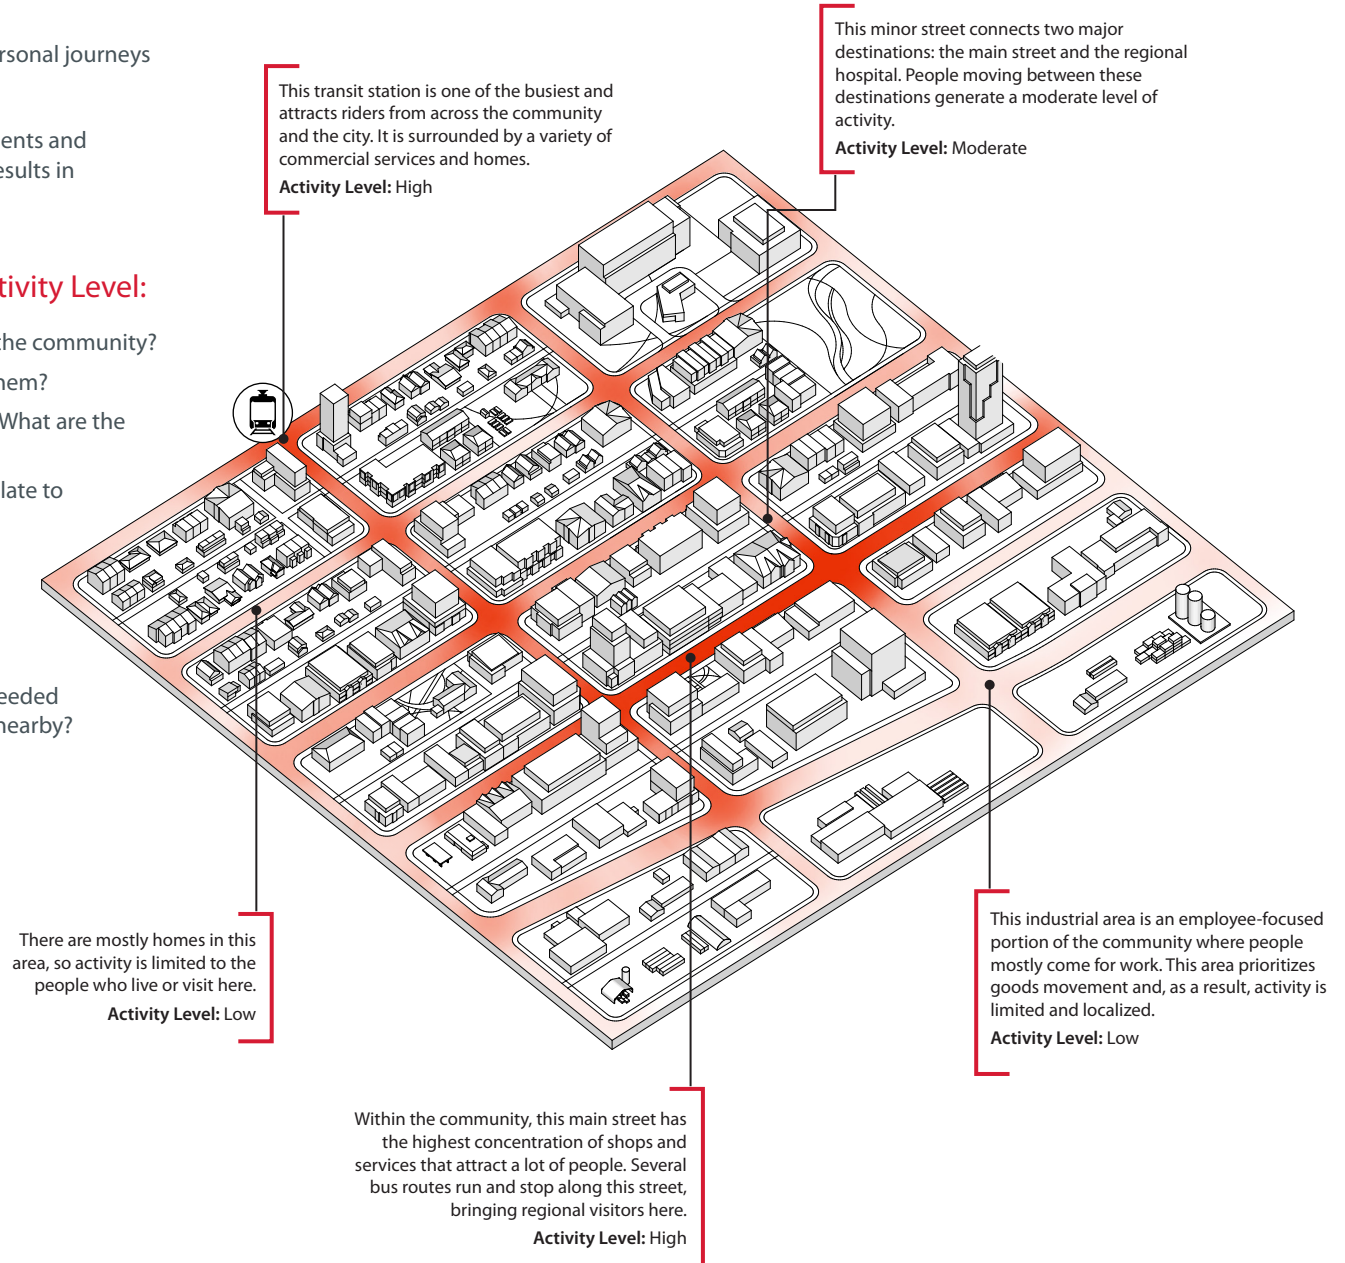 rsonal journeys
ents and
esults in
tivity Level:
the community?
hem?
What are the
late to
eeded
nearby?
This transit station is one of the busiest and
attracts riders from across the community
and the city. It is surrounded by a variety of
commercial services and homes.
Activity Level: High
This minor street connects two major
destinations: the main street and the regional
hospital. People moving between these
destinations generate a moderate level of
activity.
Activity Level: Moderate
There are mostly homes in this
area, so activity is limited to the
people who live or visit here.
Activity Level: Low
This industrial area is an employee-focused
portion of the community where people
mostly come for work. This area prioritizes
goods movement and, as a result, activity is
limited and localized.
Activity Level: Low
Within the community, this main street has
the highest concentration of shops and
services that attract a lot of people. Several
bus routes run and stop along this street,
bringing regional visitors here.
Activity Level: High